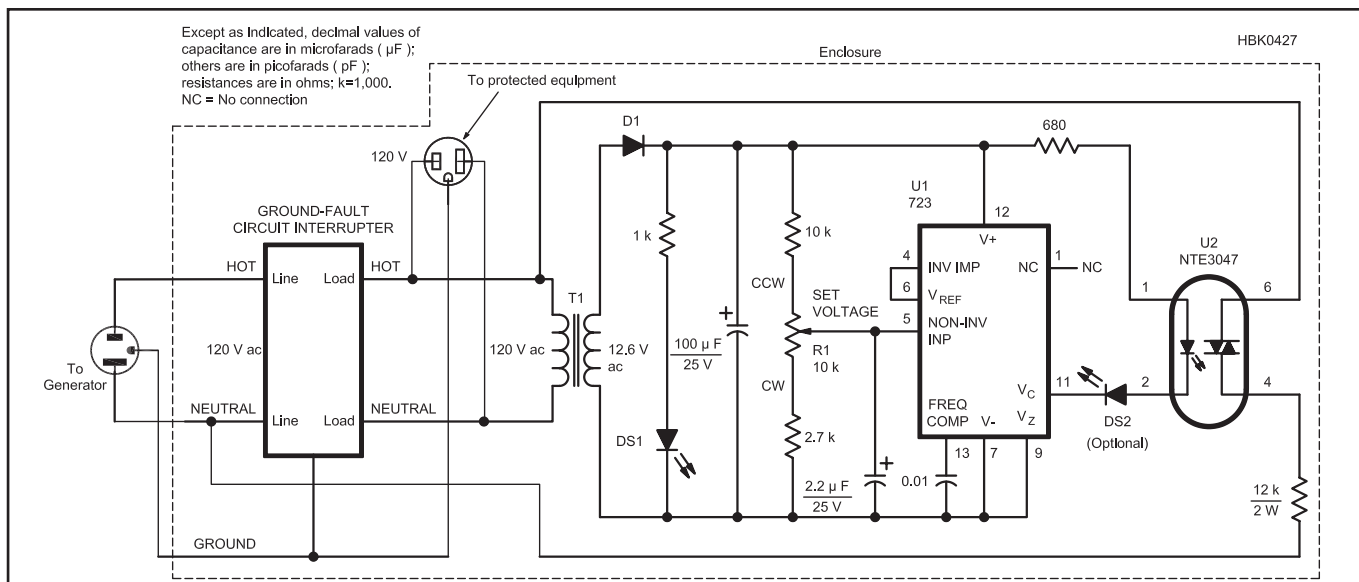 Except as indicated, decimal values of
capacitance are in microfarads ( µF );
others are in picofarads ( pF );
resistances are in ohms; k=1,000.
NC = No connection
HBK0427
Enclosure
To protected equipment
120 V
D1
680
U1
723
12
V+
GROUND-FAULT
CIRCUIT INTERRUPTER
HOT
Line
Load
HOT
1 k
10 k
4
INV IMP
NC
1
NC
U2
NTE3047
6
VREF
1
6
CCW
SET
VOLTAGE
5
NON-INV
INP
T1
120 V ac
120 V ac
12.6 V
ac
+
100 µ F
25 V
R1
10 k
CW
To
Generator
VC
11
2
4
DS2
(Optional)
NEUTRAL
Line
Load
NEUTRAL
FREQ
COMP
V-
VZ
DS1
2.7 k
13
7
9
+
2.2 µ F
25 V
0.01
12 k
2 W
GROUND